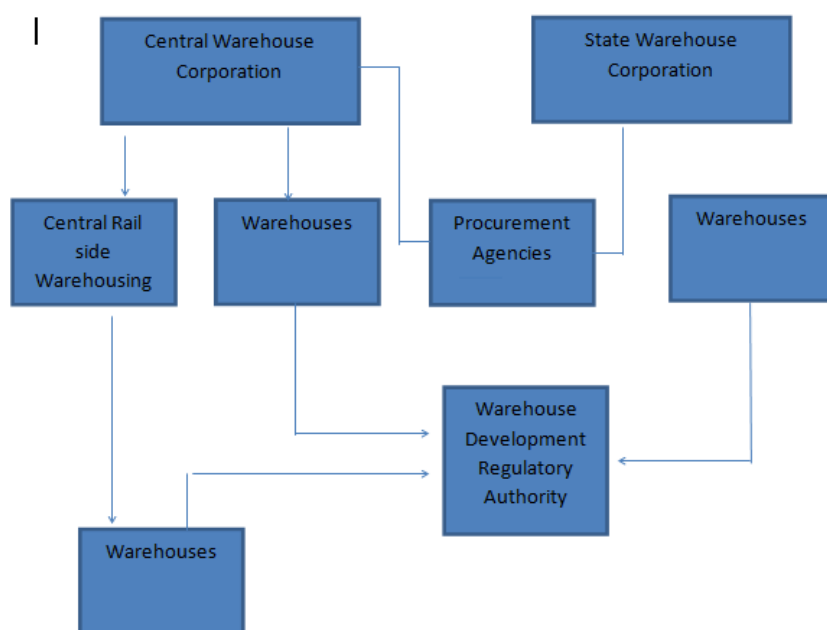 Central Warehouse
Corporation
State Warehouse
Corporation
Central Rail
side
Warehousing
Warehouses
Procurement
Agencies
Warehouses
Warehouse
Development
Regulatory
Authority
Warehouses